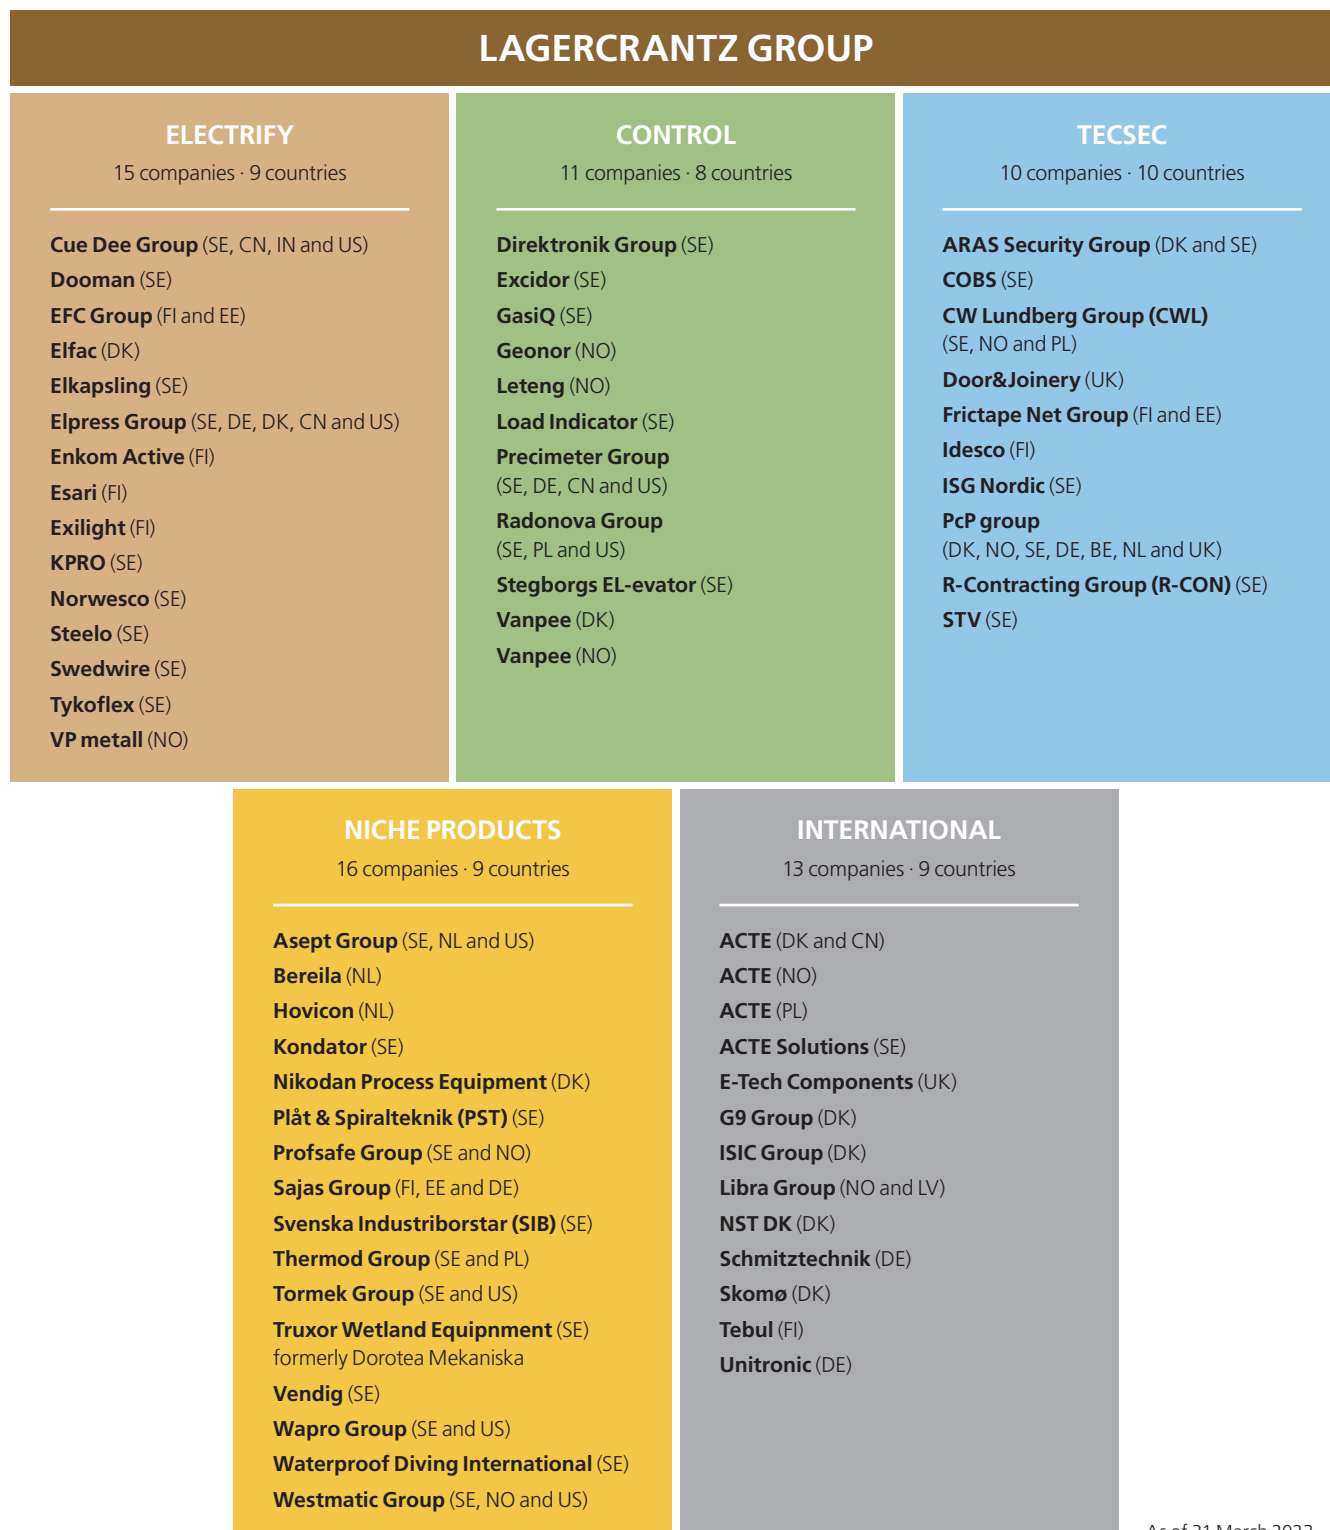 LAGERCRANTZ GROUP
ELECTRIFY
15 companies · 9 countries
Cue Dee Group (SE, CN, IN and US)
Dooman (SE)
EFC Group (FI and EE)
Elfac (DK)
Elkapsling (SE)
Elpress Group (SE, DE, DK, CN and US)
Enkom Active (FI)
Esari (FI)
Exilight (FI)
KPRO (SE)
Norwesco (SE)
Steelo (SE)
Swedwire (SE)
Tykoflex (SE)
VP metall (NO)
CONTROL
11 companies · 8 countries
Direktronik Group (SE)
Excidor (SE)
GasiQ (SE)
Geonor (NO)
Leteng (NO)
Load Indicator (SE)
Precimeter Group
(SE, DE, CN and US)
Radonova Group
(SE, PL and US)
Stegborgs EL-evator (SE)
Vanpee (DK)
Vanpee (NO)
TECSEC
10 companies · 10 countries
ARAS Security Group (DK and SE)
COBS (SE)
CW Lundberg Group (CWL)
(SE, NO and PL)
Door&Joinery (UK)
Frictape Net Group (FI and EE)
Idesco (FI)
ISG Nordic (SE)
PcP group
(DK, NO, SE, DE, BE, NL and UK)
R-Contracting Group (R-CON) (SE)
STV (SE)
NICHE PRODUCTS
16 companies · 9 countries
Asept Group (SE, NL and US)
Bereila (NL)
Hovicon (NL)
Kondator (SE)
Nikodan Process Equipment (DK)
Plåt & Spiralteknik (PST) (SE)
Profsafe Group (SE and NO)
Sajas Group (FI, EE and DE)
Svenska Industriborstar (SIB) (SE)
Thermod Group (SE and PL)
Tormek Group (SE and US)
Truxor Wetland Equipnment (SE)
formerly Dorotea Mekaniska
Vendig (SE)
Wapro Group (SE and US)
Waterproof Diving International (SE)
Westmatic Group (SE, NO and US)
INTERNATIONAL
13 companies · 9 countries
ACTE (DK and CN)
ACTE (NO)
ACTE (PL)
ACTE Solutions (SE)
E-Tech Components (UK)
G9 Group (DK)
ISIC Group (DK)
Libra Group (NO and LV)
NST DK (DK)
Schmitztechnik (DE)
Skomø (DK)
Tebul (FI)
Unitronic (DE)
As of 31 March 2023